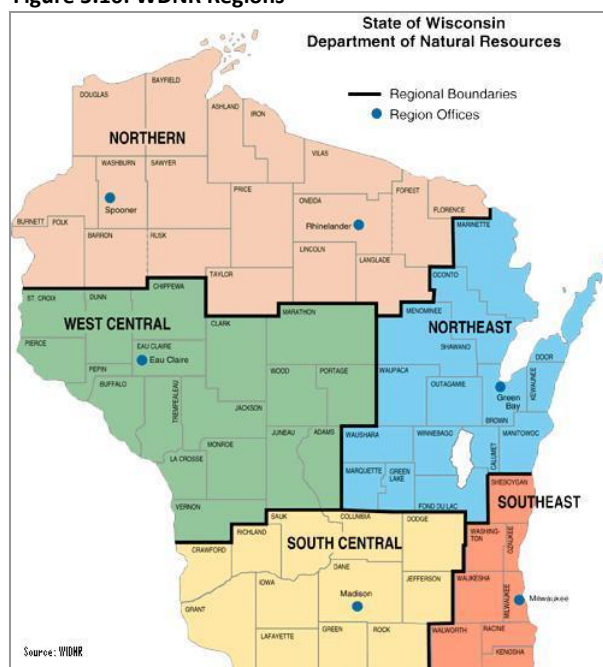 Figure 3.10: WDNR Regions
State of Wisconsin
Department of Natural Resources
Regional Boundaries
Region Offices
NORTHERN
DOUGLAS
BAYFIELD
ASHLAND
IRON
VILAS
WASHBURN
SAWYER
Spooner
PRICE
ONEIDA
FOREST
FLORENCE
Rhinelander
BURNETT
POLK
BARRON
RUSK
LINCOLN
LANGLADE
TAYLOR
MARINETTE
OCONTO
WEST CENTRAL
ST. CROIX
DUNN
CHIPPEWA
PIERCE
CLARK
MARATHON
EAU CLAIRE
Eau Claire
PEPIN
BUFFALO
TREMPEALEAU
WOOD
PORTAGE
JACKSON
MONROE
JUNEAU
ADAMS
LA CROSSE
VERNON
NORTHEAST
MENOMINEE
SHAWANO
WAUPACA
OUTAGAMIE
DOOR
KEWAUNEE
Green
Bay
BROWN
WAUSHARA
WINNEBAGO
CALUMET
MANITOWOC
MARQUETTE
GREEN
LAKE
FOND DU LAC
SHEBOYGAN
SOUTHEAST
WASHING-
TON
OZAUKEE
WAUKESHA
MILWAUKEE
Milwaukee
WALWORTH
RACINE
KENOSHA
SOUTH CENTRAL
SAUK
COLUMBIA
DODGE
RICHLAND
CRAWFORD
DANE
IOWA
JEFFERSON
Madison
GRANT
LAFAYETTE
GREEN
ROCK
Source: WIDNR